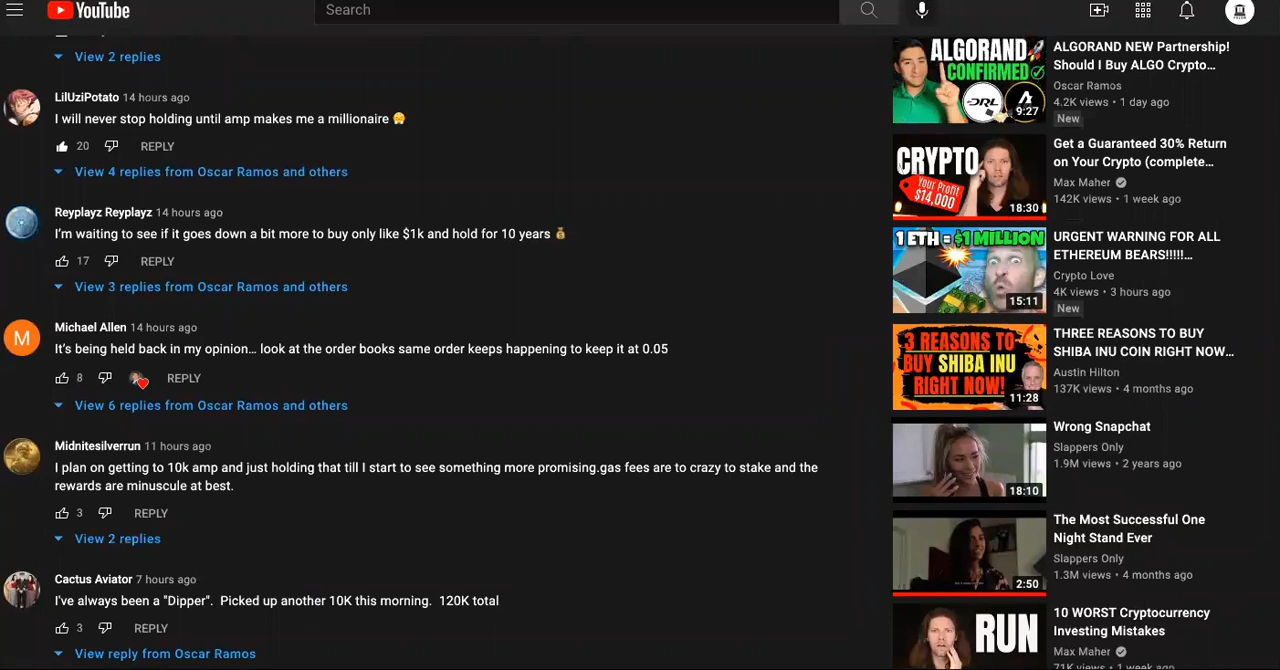 YouTube
Search
View 2 replies
LilUziPotato 14 hours ago
I will never stop holding until amp makes me a millionaire
20 REPLY
View 4 replies from Oscar Ramos and others
Reyplayz Reyplayz 14 hours ago
I'm waiting to see if it goes down a bit more to buy only like $1k and hold for 10 years
17 REPLY
View 3 replies from Oscar Ramos and others
M
Michael Allen 14 hours ago
It's being held back in my opinion... look at the order books same order keeps happening to keep it at 0.05
8 REPLY
View 6 replies from Oscar Ramos and others
Midnitesilverrun 11 hours ago
I plan on getting to 10k amp and just holding that till I start to see something more promising.gas fees are to crazy to stake and the
rewards are minuscule at best.
3 REPLY
View 2 replies
Cactus Aviator 7 hours ago
I've always been a "Dipper". Picked up another 10K this morning. 120K total
3 REPLY
View reply from Oscar Ramos
ALGORAND
CONFIRMED
DRL
9:27
ALGORAND NEW Partnership!
Should I Buy ALGO Crypto...
Oscar Ramos
4.2K views • 1 day ago
New
CRYPTO
Your Profit
$14,000
18:30
Get a Guaranteed 30% Return
on Your Crypto (complete...
Max Maher
142K views • 1 week ago
1 ETH = $1 MILLION
15:11
URGENT WARNING FOR ALL
ETHEREUM BEARS!!!!!...
Crypto Love
4K views • 3 hours ago
New
3 REASONS TO
BUY SHIBA INU
RIGHT NOW!
11:28
THREE REASONS TO BUY
SHIBA INU COIN RIGHT NOW...
Austin Hilton
137K views • 4 months ago
18:10
Wrong Snapchat
Slappers Only
1.9M views • 2 years ago
2:50
The Most Successful One
Night Stand Ever
Slappers Only
1.3M views • 4 months ago
RUN
10 WORST Cryptocurrency
Investing Mistakes
Max Maher
71K views • 1 week ago